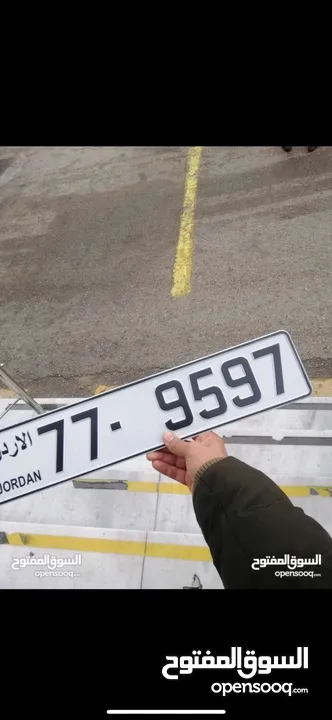 الاردن
JORDAN
77· 9597
السوق المفتوح
opensooq.com
السوق المفتوح
opensooq.com
السوق المفتوح
opensooq.com